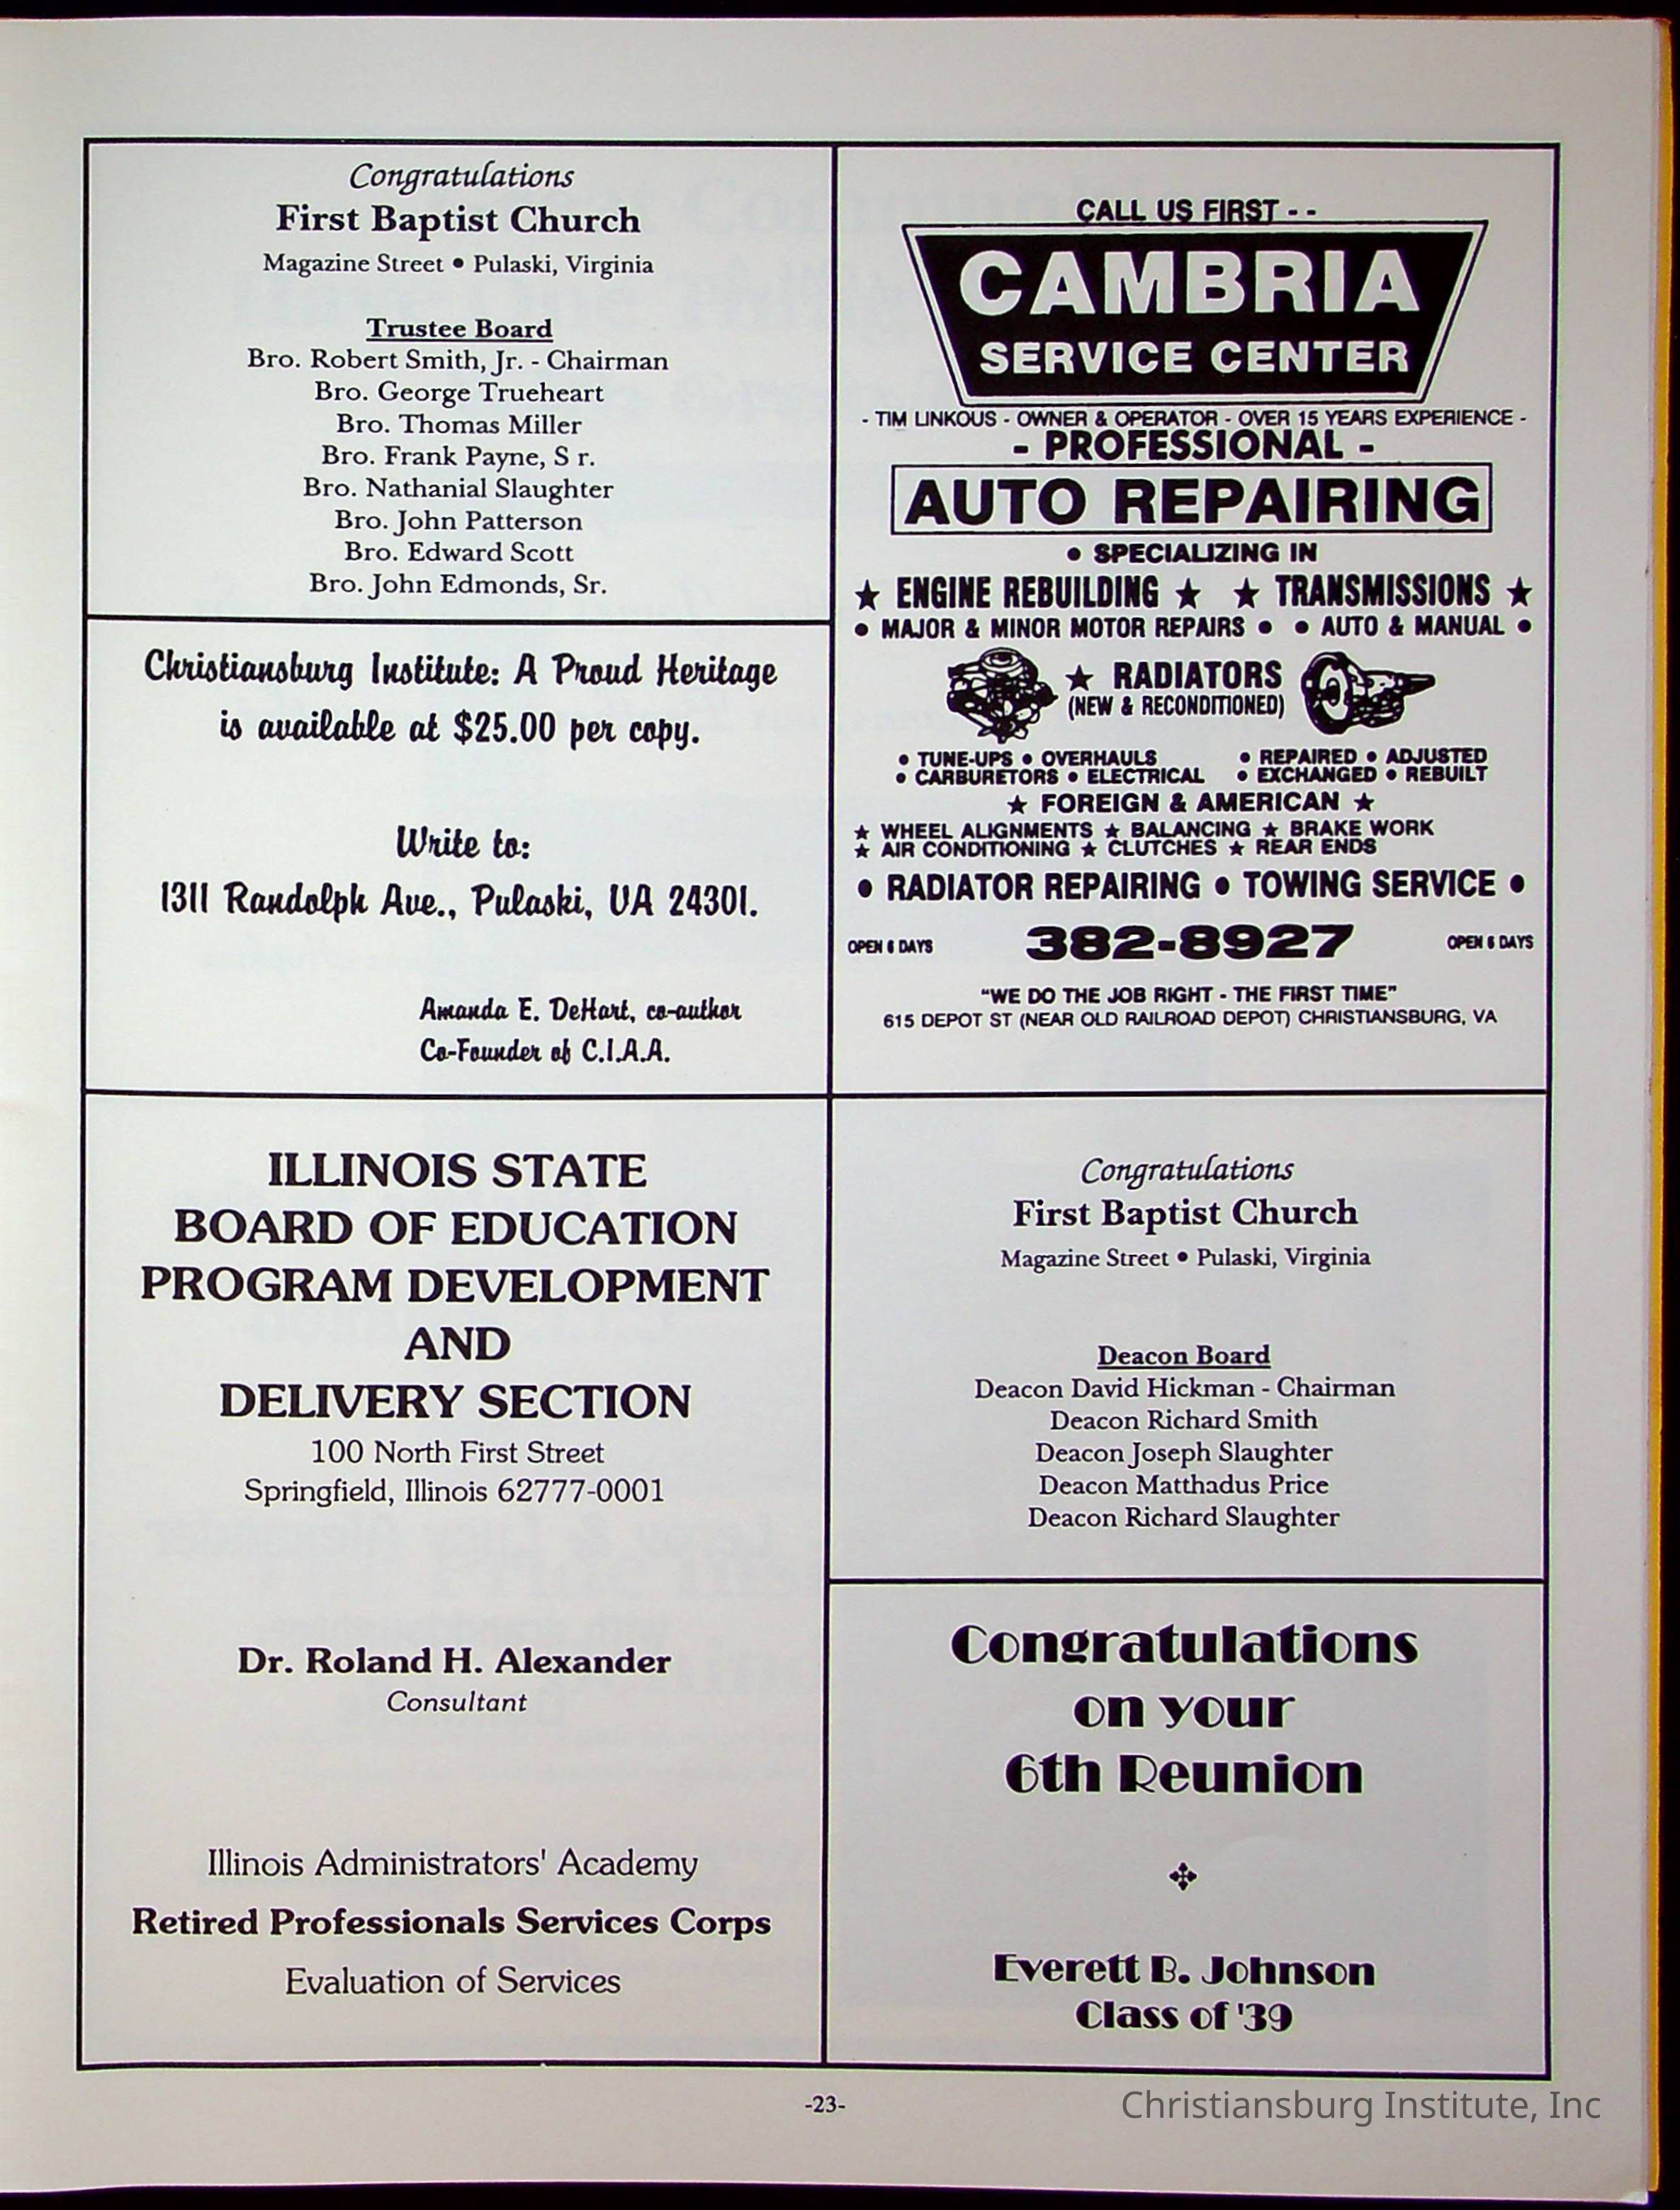 Congratulations
First Baptist Church
Magazine Street • Pulaski, Virginia
Trustee Board
Bro. Robert Smith, Jr. - Chairman
Bro. George Trueheart
Bro. Thomas Miller
Bro. Frank Payne, S r.
Bro. Nathanial Slaughter
Bro. John Patterson
Bro. Edward Scott
Bro. John Edmonds, Sr.
Christiansburg Institute: A Proud Heritage
is available at $25.00 per copy.
Write to:
1311 Randolph Ave., Pulaski, VA 24301.
Amanda E. DeHart, co-author
Co-Founder of C.I.A.A.
ILLINOIS STATE
BOARD OF EDUCATION
PROGRAM DEVELOPMENT
AND
DELIVERY SECTION
100 North First Street
Springfield, Illinois 62777-0001
Dr. Roland H. Alexander
Consultant
Illinois Administrators' Academy
Retired Professionals Services Corps
Evaluation of Services
CALL US FIRST - -
CAMBRIA
SERVICE CENTER
- TIM LINKOUS - OWNER & OPERATOR - OVER 15 YEARS EXPERIENCE -
- PROFESSIONAL -
AUTO REPAIRING
• SPECIALIZING IN
★ ENGINE REBUILDING ★ ★ TRANSMISSIONS ★
• MAJOR & MINOR MOTOR REPAIRS • • AUTO & MANUAL •
★ RADIATORS
(NEW & RECONDITIONED)
• TUNE-UPS • OVERHAULS • REPAIRED • ADJUSTED
• CARBURETORS • ELECTRICAL • EXCHANGED • REBUILT
★ FOREIGN & AMERICAN ★
★ WHEEL ALIGNMENTS ★ BALANCING ★ BRAKE WORK
★ AIR CONDITIONING ★ CLUTCHES ★ REAR ENDS
• RADIATOR REPAIRING • TOWING SERVICE •
OPEN 6 DAYS 382-8927 OPEN 6 DAYS
“WE DO THE JOB RIGHT - THE FIRST TIME”
615 DEPOT ST (NEAR OLD RAILROAD DEPOT) CHRISTIANSBURG, VA
Congratulations
First Baptist Church
Magazine Street • Pulaski, Virginia
Deacon Board
Deacon David Hickman - Chairman
Deacon Richard Smith
Deacon Joseph Slaughter
Deacon Matthadus Price
Deacon Richard Slaughter
Congratulations
on your
6th Reunion
Everett B. Johnson
Class of '39
-23-
Christiansburg Institute, Inc